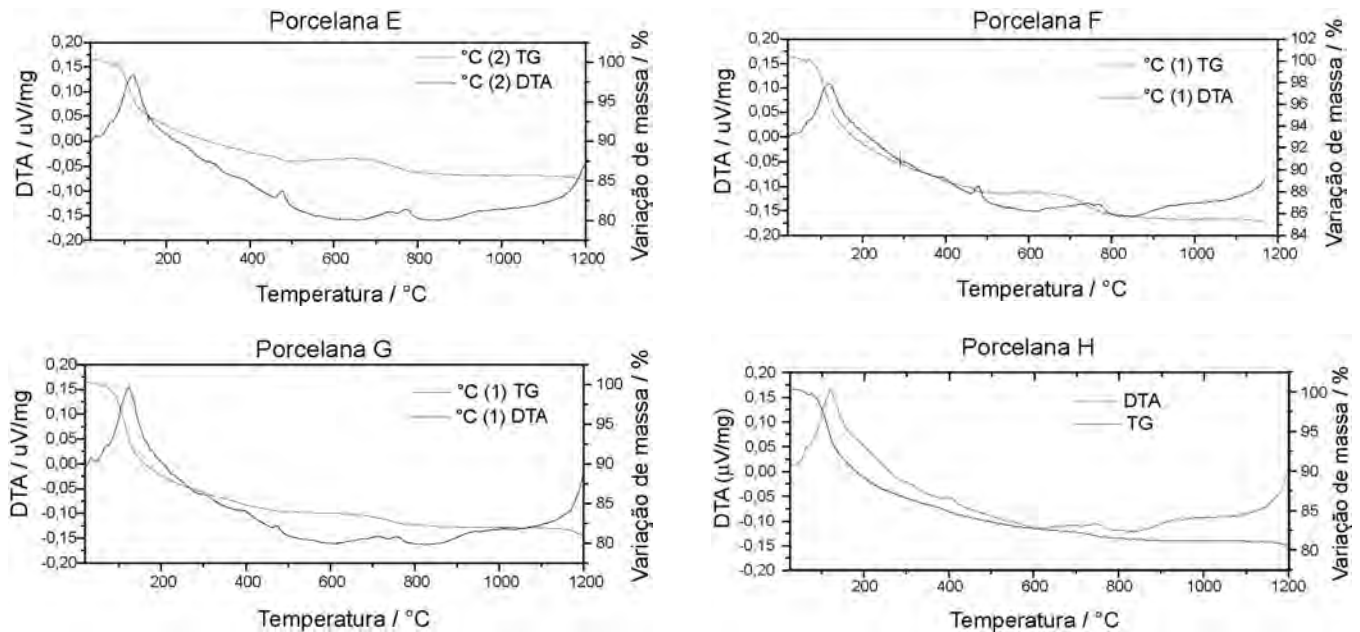 Porcelana E
0,20
0,15
0,10
0,05
0,00
-0,05
-0,10
-0,15
-0,20
DTA / uV/mg
°C (2) TG
°C (2) DTA
100
95
90
85
80
Variação de massa / %
200 400 600 800 1000 1200
Temperatura / °C
Porcelana F
0,20
0,15
0,10
0,05
0,00
-0,05
-0,10
-0,15
-0,20
DTA / uV/mg
°C (1) TG
°C (1) DTA
102
100
98
96
94
92
90
88
86
84
Variação de massa / %
200 400 600 800 1000 1200
Temperatura / °C
Porcelana G
0,20
0,15
0,10
0,05
0,00
-0,05
-0,10
-0,15
-0,20
DTA / uV/mg
°C (1) TG
°C (1) DTA
100
95
90
85
80
Variação de massa / %
200 400 600 800 1000 1200
Temperatura / °C
Porcelana H
0,20
0,15
0,10
0,05
0,00
-0,05
-0,10
-0,15
-0,20
DTA (µV/mg)
DTA
TG
100
95
90
85
80
Variação de massa / %
200 400 600 800 1000 1200
Temperatura / °C